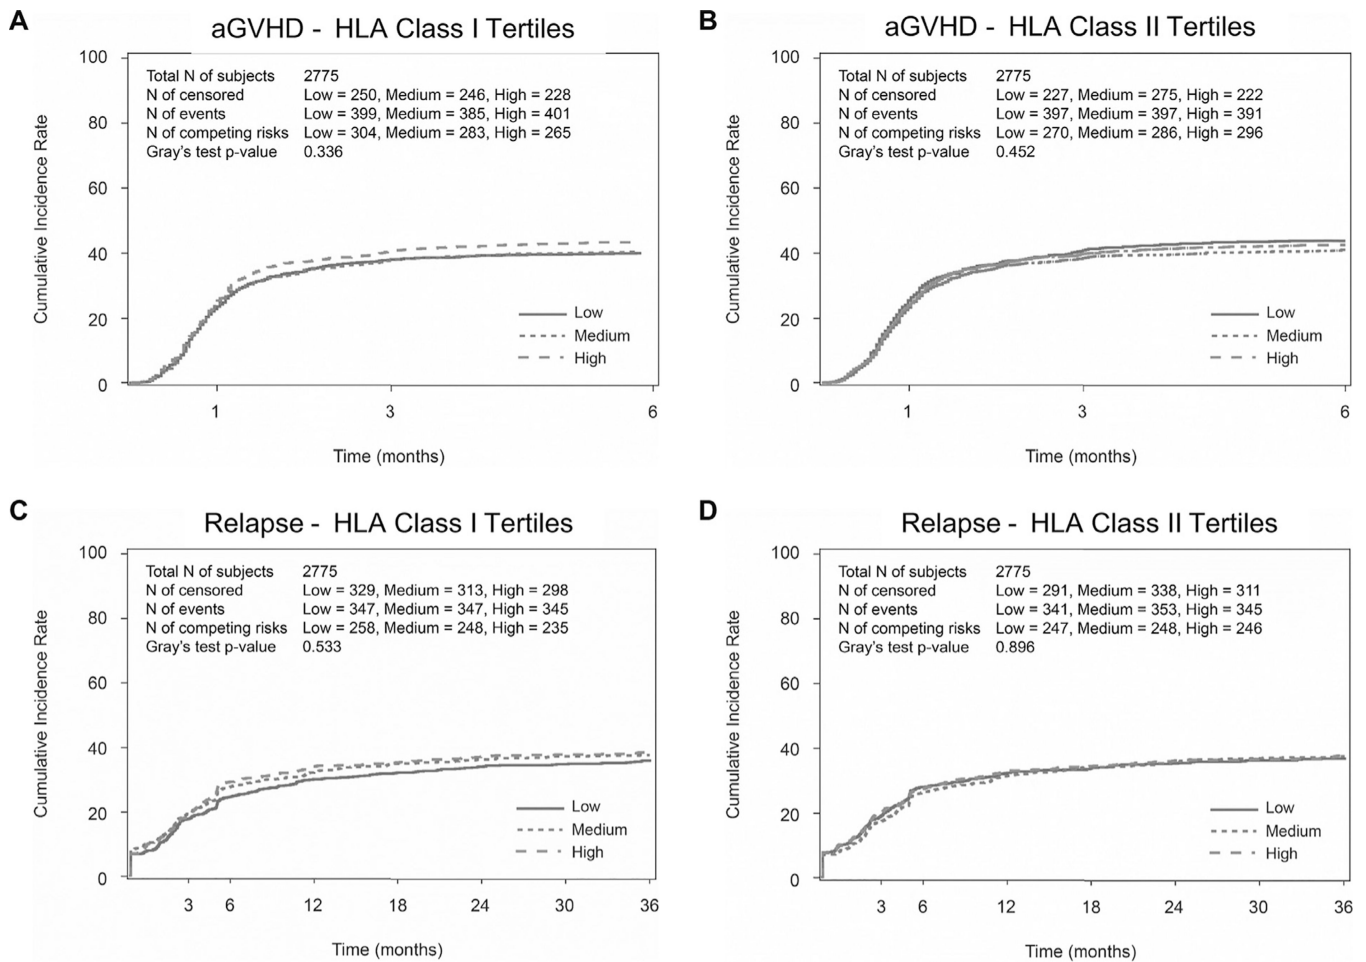 A
aGVHD - HLA Class I Tertiles
Cumulative Incidence Rate
100
80
60
40
20
0
Total N of subjects 2775
N of censored Low = 250, Medium = 246, High = 228
N of events Low = 399, Medium = 385, High = 401
N of competing risks Low = 304, Medium = 283, High = 265
Gray's test p-value 0.336
Low
Medium
High
1 3 6
Time (months)
B
aGVHD - HLA Class II Tertiles
Cumulative Incidence Rate
100
80
60
40
20
0
Total N of subjects 2775
N of censored Low = 227, Medium = 275, High = 222
N of events Low = 397, Medium = 397, High = 391
N of competing risks Low = 270, Medium = 286, High = 296
Gray's test p-value 0.452
Low
Medium
High
1 3 6
Time (months)
C
Relapse - HLA Class I Tertiles
Cumulative Incidence Rate
100
80
60
40
20
0
Total N of subjects 2775
N of censored Low = 329, Medium = 313, High = 298
N of events Low = 347, Medium = 347, High = 345
N of competing risks Low = 258, Medium = 248, High = 235
Gray's test p-value 0.533
Low
Medium
High
3 6 12 18 24 30 36
Time (months)
D
Relapse - HLA Class II Tertiles
Cumulative Incidence Rate
100
80
60
40
20
0
Total N of subjects 2775
N of censored Low = 291, Medium = 338, High = 311
N of events Low = 341, Medium = 353, High = 345
N of competing risks Low = 247, Medium = 248, High = 246
Gray's test p-value 0.896
Low
Medium
High
3 6 12 18 24 30 36
Time (months)